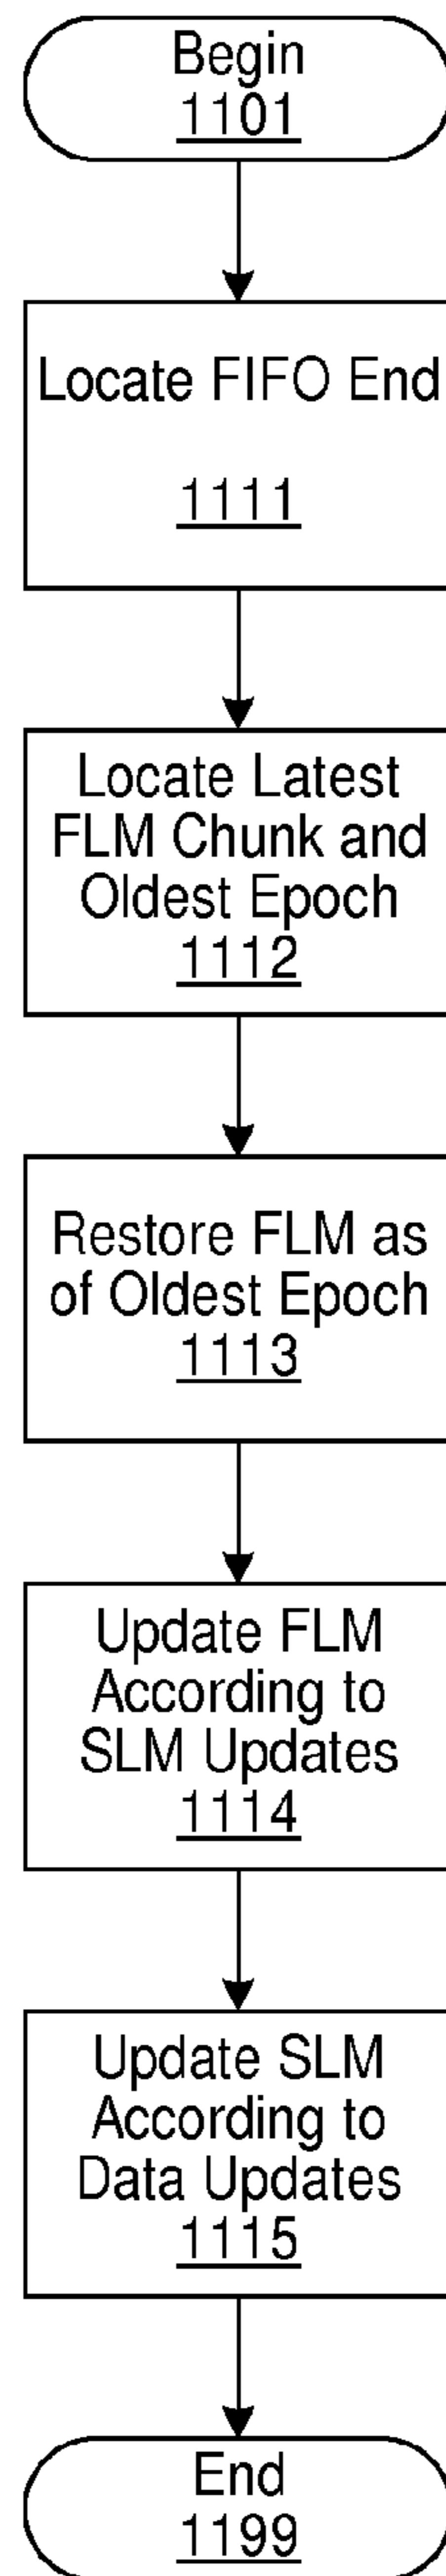 Begin
1101
Locate FIFO End
1111
Locate Latest
FLM Chunk and
Oldest Epoch
1112
Restore FLM as
of Oldest Epoch
1113
Update FLM
According to
SLM Updates
1114
Update SLM
According to
Data Updates
1115
End
1199